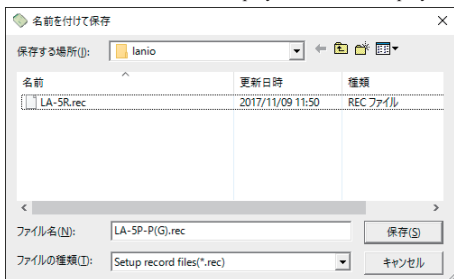 名前を付けて保存
保存する場所(I): lanio
名前 更新日時 種類
LA-5R.rec 2017/11/09 11:50 REC ファイル
ファイル名(N): LA-5P-P(G).rec 保存(S)
ファイルの種類(T): Setup record files(*.rec) キャンセル